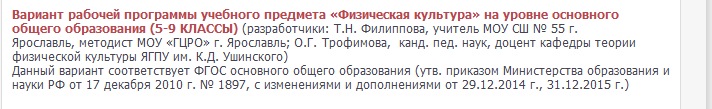 Вариант рабочей программы учебного предмета «Физическая культура» на уровне основного
общего образования (5-9 КЛАССЫ) (разработчики: Т.Н. Филиппова, учитель МОУ СШ № 55 г.
Ярославль, методист МОУ «ГЦРО» г. Ярославль; О.Г. Трофимова,  канд. пед. наук, доцент кафедры теории
физической культуры ЯГПУ им. К.Д. Ушинского)
Данный вариант соответствует ФГОС основного общего образования (утв. приказом Министерства образования и
науки РФ от 17 декабря 2010 г. № 1897, с изменениями и дополнениями от 29.12.2014 г., 31.12.2015 г.)